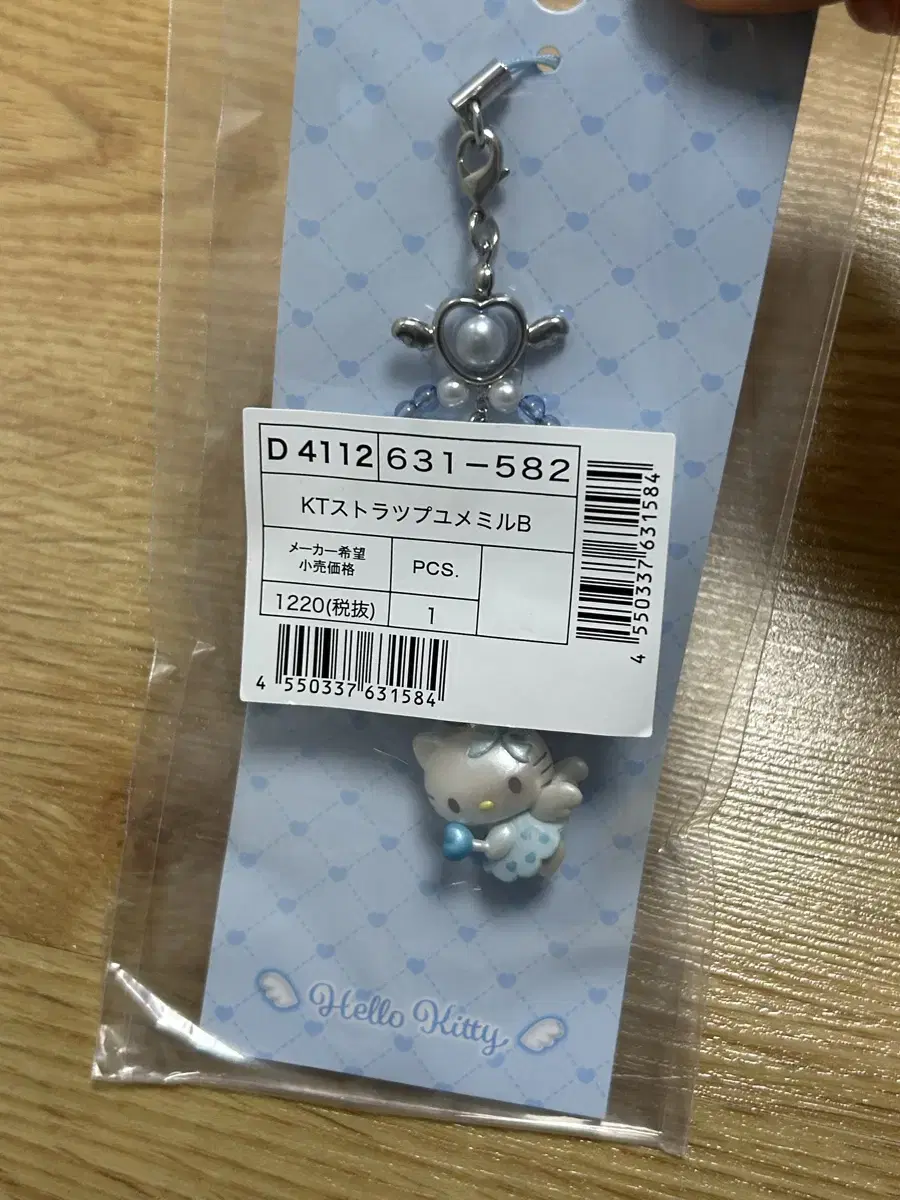 D 4112 631-582
KTストラツプユメミルB
メーカー希望
小売価格
PCS.
1220(税抜)
1
4 550337 631584
4 550337 631584
Hello Kitty